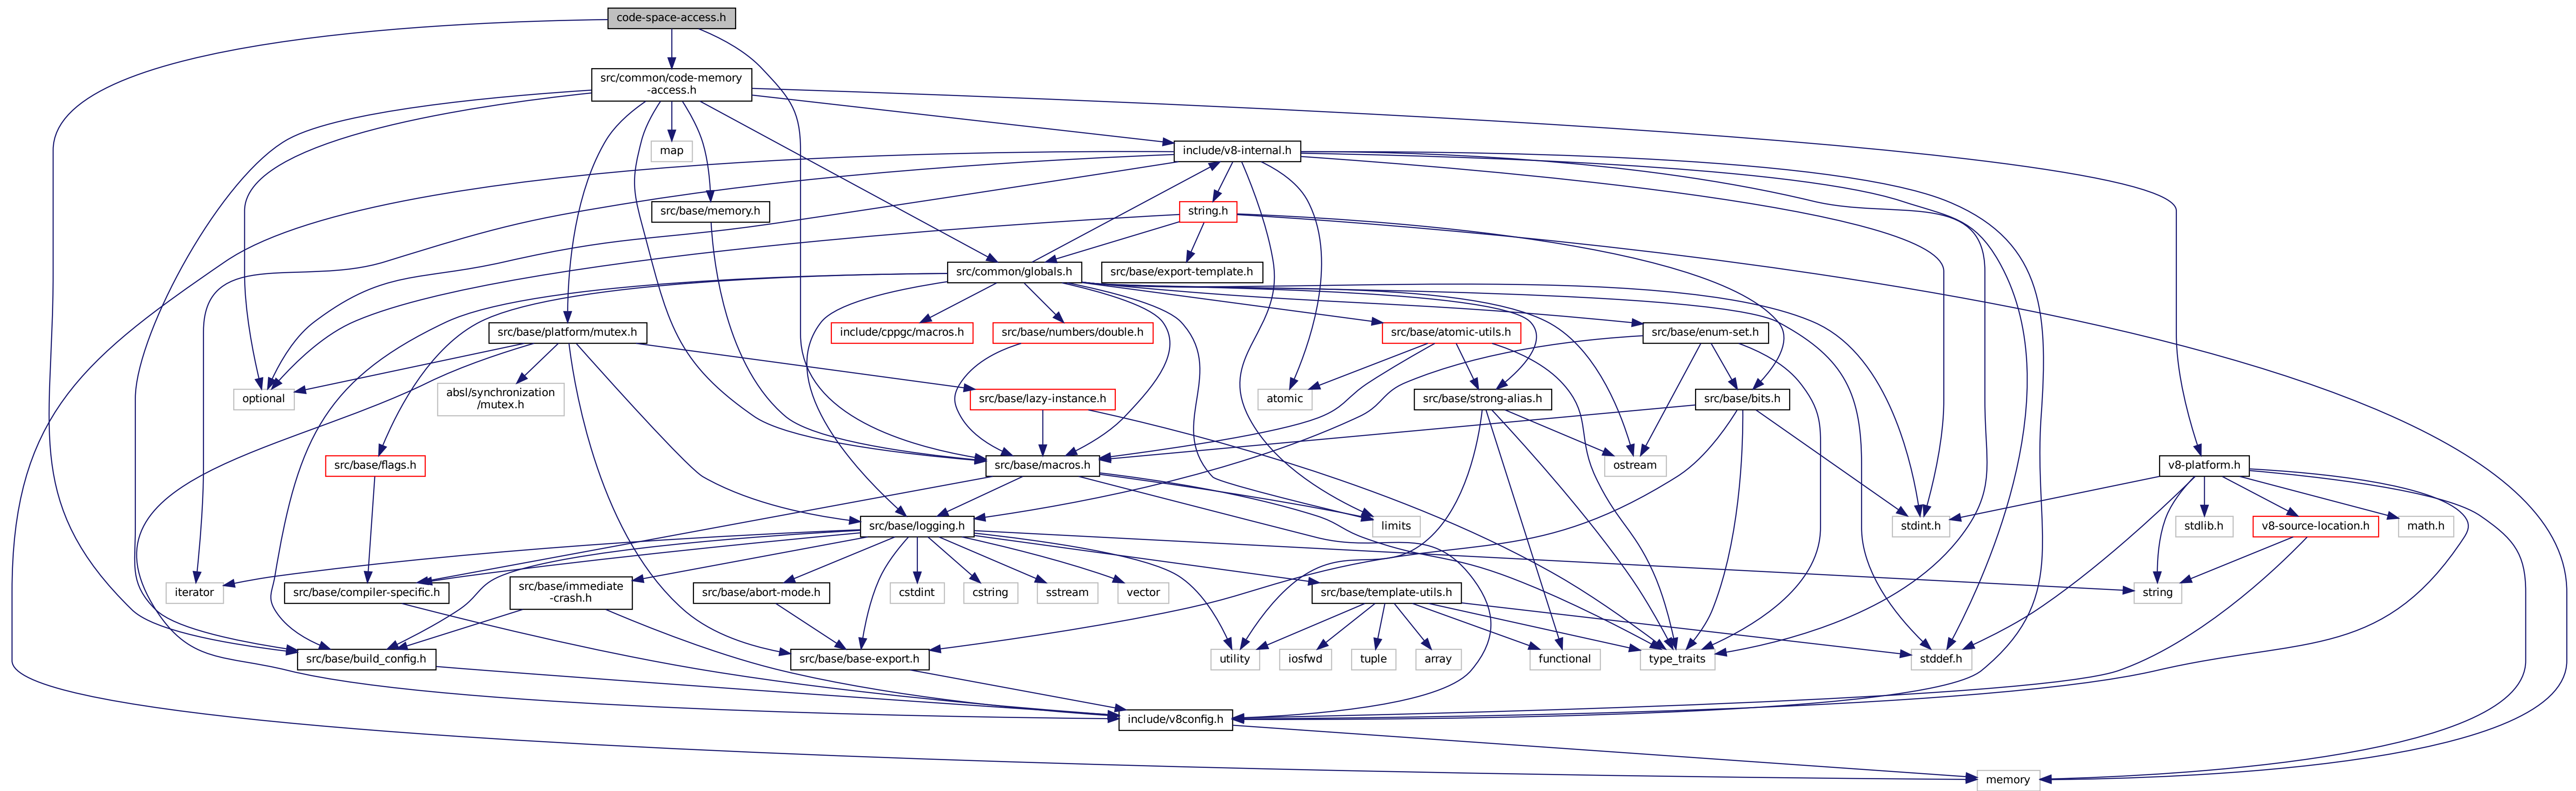 code-space-access.h
src/common/code-memory
-access.h
map
include/v8-internal.h
src/base/memory.h
string.h
src/common/globals.h
src/base/export-template.h
src/base/platform/mutex.h
include/cppgc/macros.h
src/base/numbers/double.h
src/base/atomic-utils.h
src/base/enum-set.h
optional
absl/synchronization
/mutex.h
src/base/lazy-instance.h
atomic
src/base/strong-alias.h
src/base/bits.h
src/base/flags.h
src/base/macros.h
ostream
v8-platform.h
src/base/logging.h
limits
stdint.h
stdlib.h
v8-source-location.h
math.h
iterator
src/base/compiler-specific.h
src/base/immediate
-crash.h
src/base/abort-mode.h
cstdint
cstring
sstream
vector
src/base/template-utils.h
string
src/base/build_config.h
src/base/base-export.h
utility
iosfwd
tuple
array
functional
type_traits
stddef.h
include/v8config.h
memory